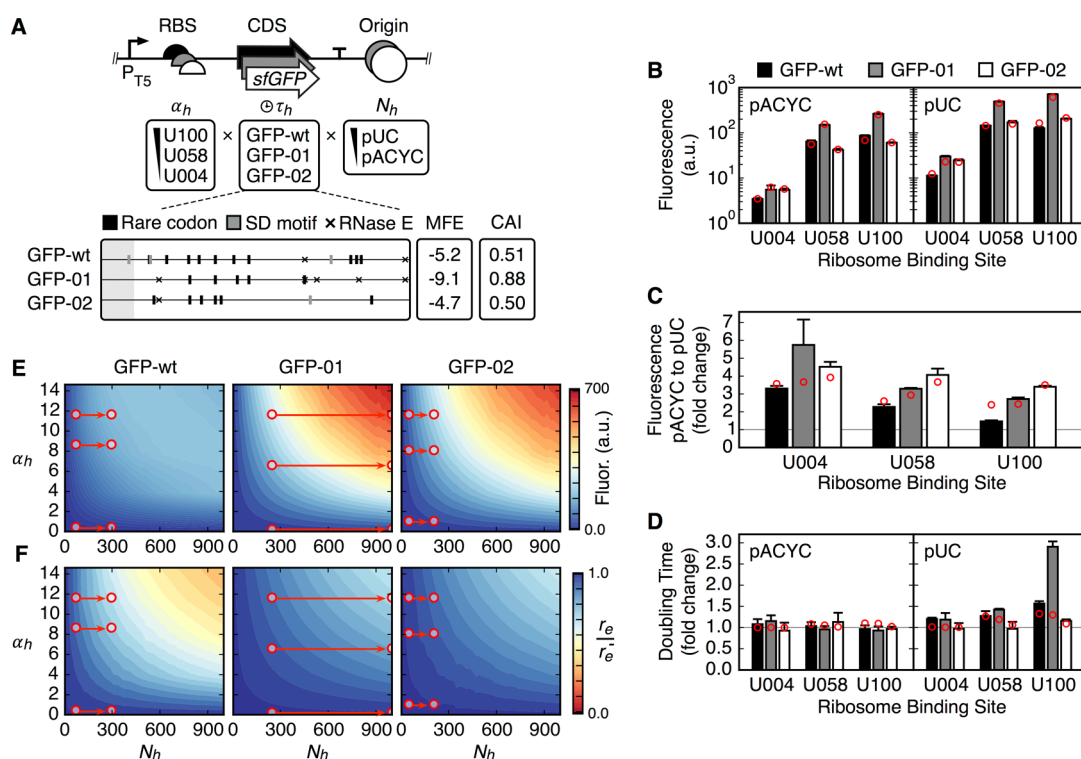 A
RBS
CDS
Origin
P_T5
sfGFP
α_h
τ_h
N_h
U100
U058
U004
×
GFP-wt
GFP-01
GFP-02
×
pUC
pACYC
Rare codon
SD motif
×RNase E
MFE
CAI
GFP-wt
-5.2
0.51
GFP-01
-9.1
0.88
GFP-02
-4.7
0.50
B
GFP-wt
GFP-01
GFP-02
pACYC
pUC
Fluorescence
(a.u.)
10^3
10^2
10^1
10^0
U004 U058 U100
U004 U058 U100
Ribosome Binding Site
C
Fluorescence
pACYC to pUC
(fold change)
7
6
5
4
3
2
1
U004
U058
U100
Ribosome Binding Site
D
pACYC
pUC
Doubling Time
(fold change)
3.0
2.5
2.0
1.5
1.0
0.5
0.0
U004 U058 U100
U004 U058 U100
Ribosome Binding Site
E
GFP-wt
GFP-01
GFP-02
α_h
14
12
10
8
6
4
2
0
0 300 600 900
0 300 600 900
0 300 600 900
700
Fluor. (a.u.)
0.0
F
α_h
14
12
10
8
6
4
2
0
0 300 600 900
0 300 600 900
0 300 600 900
N_h
N_h
N_h
1.0
r_e
r_e'
0.0